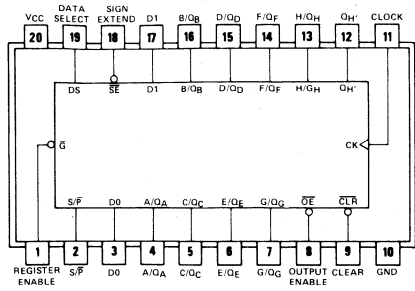 VCC DATA SELECT SIGN EXTEND D1 B/QB D/QD F/QF H/QH QH' CLOCK
20 19 18 17 16 15 14 13 12 11
DS SE D1 B/QB D/QD F/QF H/GH QH'
G CK
S/P D0 A/QA C/QC E/QE G/QG OE CLR
1 2 3 4 5 6 7 8 9 10
REGISTER ENABLE S/P D0 A/QA C/QC E/QE G/QG OUTPUT ENABLE CLEAR GND